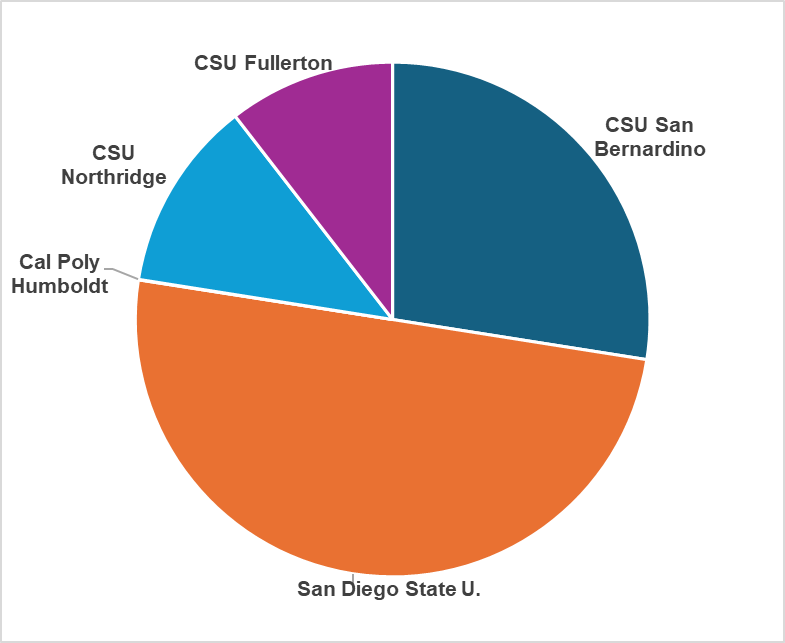 CSU Fullerton
CSU San
Bernardino
CSU
Northridge
Cal Poly
Humboldt
San Diego State U.